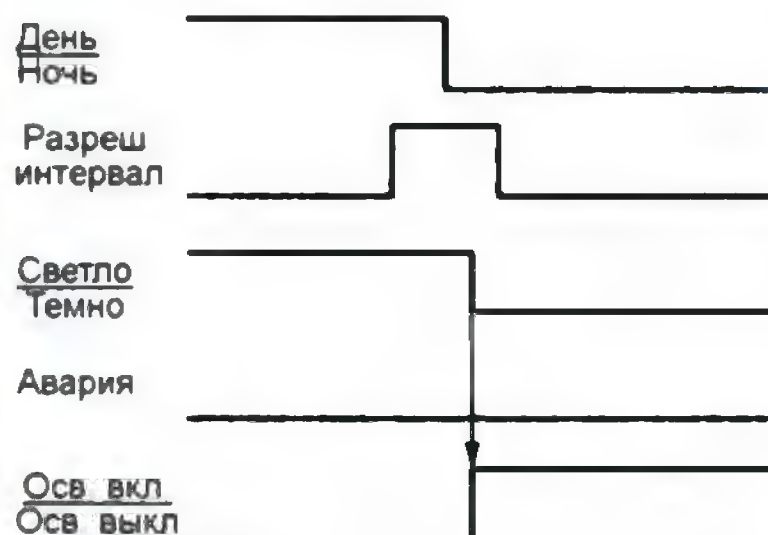 День
Ночь
Разреш
интервал
Светло
Темно
Авария
Осв вкл
Осв выкл